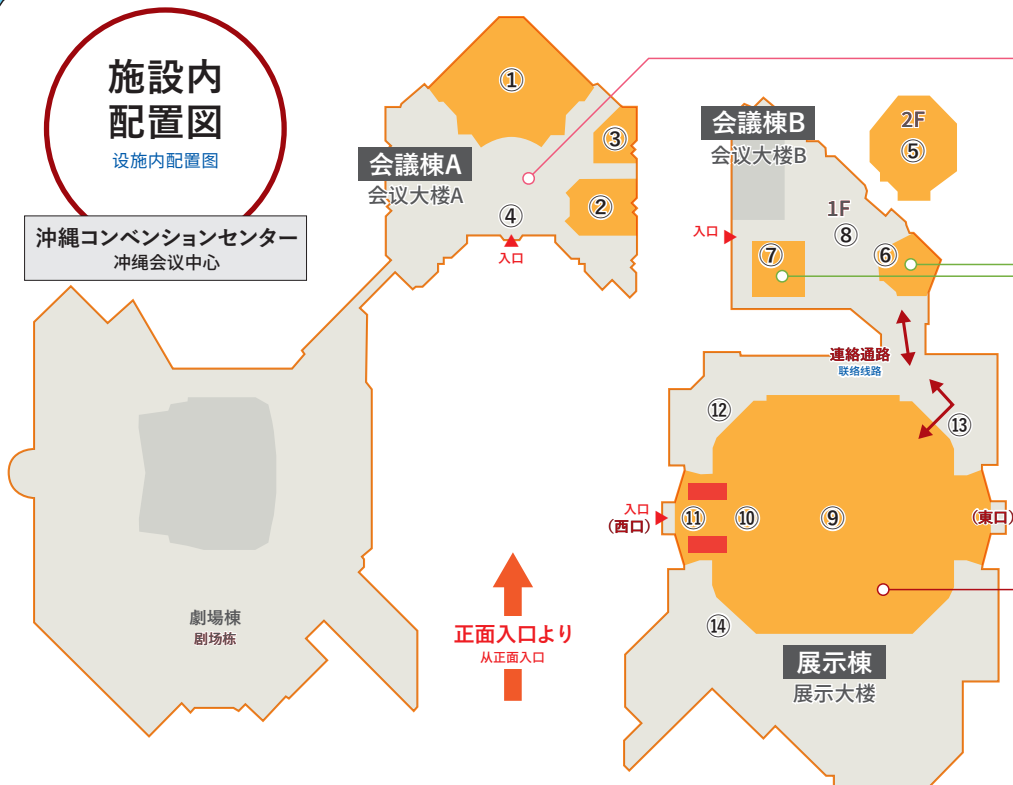 施設内
配置図
设施内配置图
沖縄コンベンションセンター
冲绳会议中心
①
③
会議棟A
会议大楼A
②
④
入口
会議棟B
会议大楼B
2F
⑤
1F
⑧
入口
⑦
⑥
連絡通路
联络线路
⑫
⑬
入口
(西口)
⑪
⑩
⑨
(東口)
⑭
展示棟
展示大楼
劇場棟
剧场栋
正面入口より
从正面入口